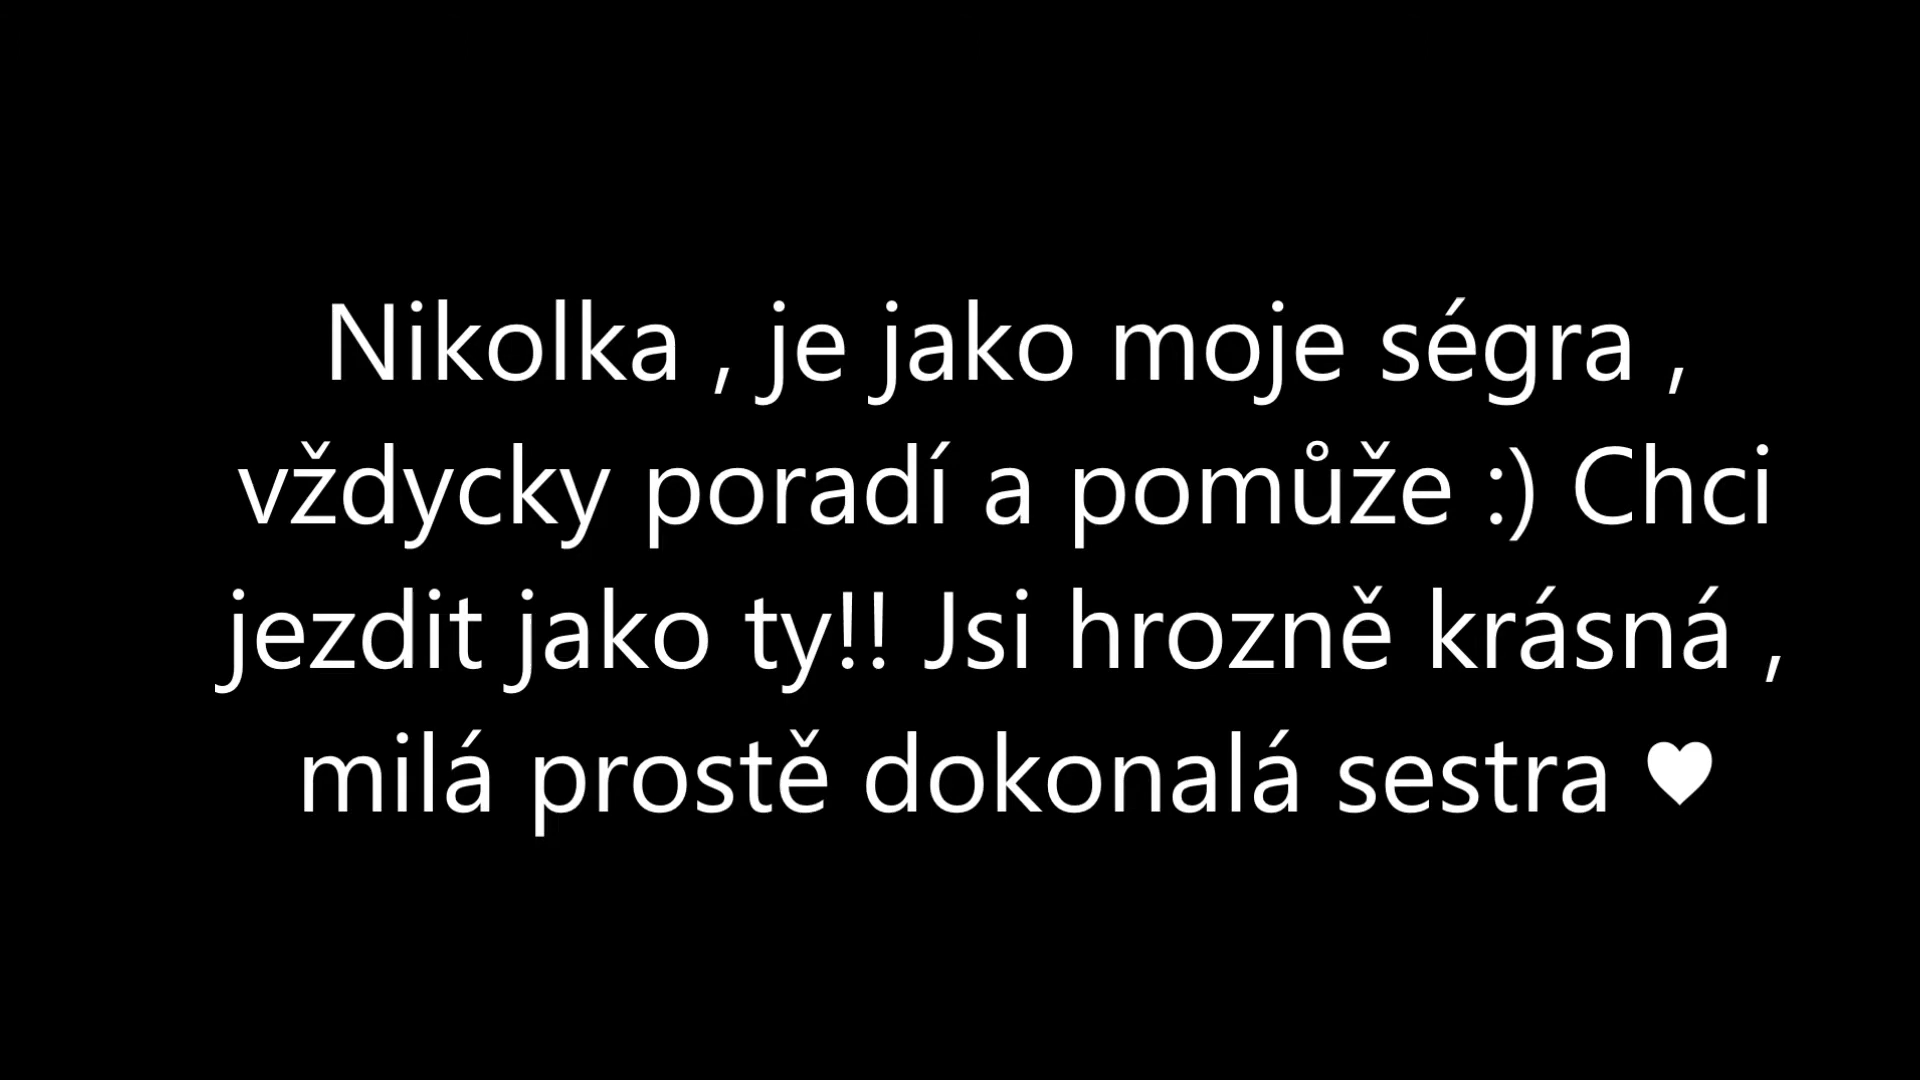 Nikolka , je jako moje ségra ,
vždycky poradí a pomůže :) Chci
jezdit jako ty!! Jsi hrozně krásná ,
milá prostě dokonalá sestra ♥